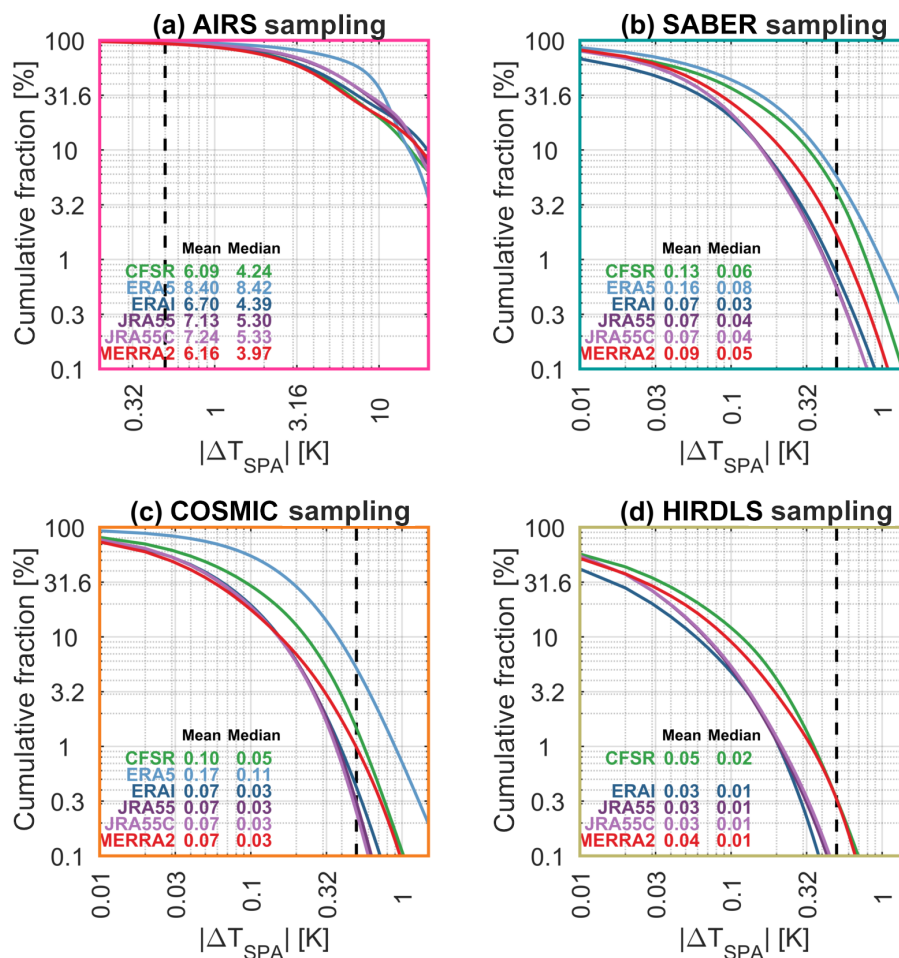 (a) AIRS sampling
Cumulative fraction [%]
100
31.6
10
3.2
1
0.3
0.1
Mean Median
CFSR 6.09 4.24
ERA5 8.40 8.42
ERAI 6.70 4.39
JRA55 7.13 5.30
JRA55C 7.24 5.33
MERRA2 6.16 3.97
0.32 1 3.16 10
|ΔT_SPA| [K]
(b) SABER sampling
Cumulative fraction [%]
100
31.6
10
3.2
1
0.3
0.1
Mean Median
CFSR 0.13 0.06
ERA5 0.16 0.08
ERAI 0.07 0.03
JRA55 0.07 0.04
JRA55C 0.07 0.04
MERRA2 0.09 0.05
0.01 0.03 0.1 0.32 1
|ΔT_SPA| [K]
(c) COSMIC sampling
Cumulative fraction [%]
100
31.6
10
3.2
1
0.3
0.1
Mean Median
CFSR 0.10 0.05
ERA5 0.17 0.11
ERAI 0.07 0.03
JRA55 0.07 0.03
JRA55C 0.07 0.03
MERRA2 0.07 0.03
0.01 0.03 0.1 0.32 1
|ΔT_SPA| [K]
(d) HIRDLS sampling
Cumulative fraction [%]
100
31.6
10
3.2
1
0.3
0.1
Mean Median
CFSR 0.05 0.02
ERAI 0.03 0.01
JRA55 0.03 0.01
JRA55C 0.03 0.01
MERRA2 0.04 0.01
0.01 0.03 0.1 0.32 1
|ΔT_SPA| [K]